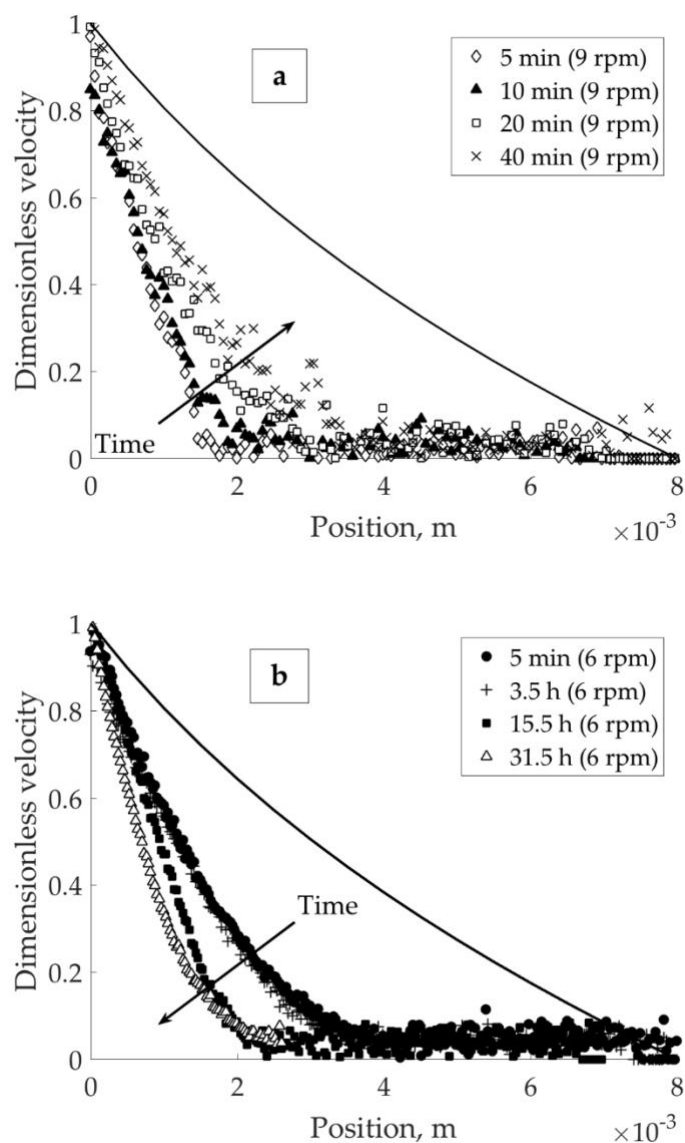 1
0.8
0.6
0.4
0.2
0
Dimensionless velocity
a
5 min (9 rpm)
10 min (9 rpm)
20 min (9 rpm)
40 min (9 rpm)
Time
0 2 4 6 8
Position, m ×10⁻³
1
0.8
0.6
0.4
0.2
0
Dimensionless velocity
b
5 min (6 rpm)
3.5 h (6 rpm)
15.5 h (6 rpm)
31.5 h (6 rpm)
Time
0 2 4 6 8
Position, m ×10⁻³